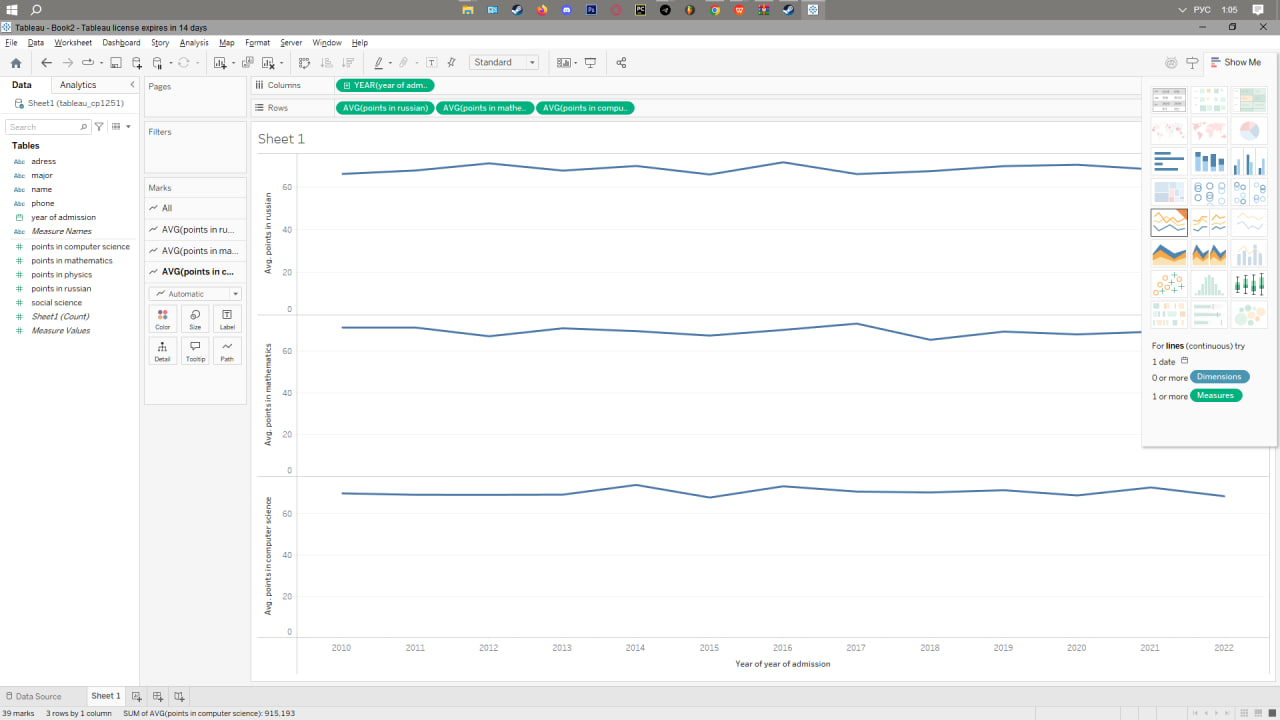 РУС
1:05
Tableau - Book2 - Tableau license expires in 14 days
File Data Worksheet Dashboard Story Analysis Map Format Server Window Help
Standard
Show Me
Data Analytics
Sheet1 (tableau_cp1251)
Search
Tables
Abc adress
Abc major
Abc name
Abc phone
year of admission
Abc Measure Names
points in computer science
points in mathematics
points in physics
points in russian
social science
Sheet1 (Count)
Measure Values
Pages
Filters
Marks
All
AVG(points in ru...
AVG(points in ma...
AVG(points in c...
Automatic
Color Size Label
Detail Tooltip Path
Columns
YEAR(year of adm..
Rows
AVG(points in russian) AVG(points in mathe.. AVG(points in compu..
Sheet 1
Avg. points in russian
60
40
20
0
Avg. points in mathematics
60
40
20
0
Avg. points in computer science
60
40
20
0
2010 2011 2012 2013 2014 2015 2016 2017 2018 2019 2020 2021 2022
Year of year of admission
For lines (continuous) try
1 date
0 or more Dimensions
1 or more Measures
Data Source Sheet 1
39 marks 3 rows by 1 column SUM of AVG(points in computer science): 915,193